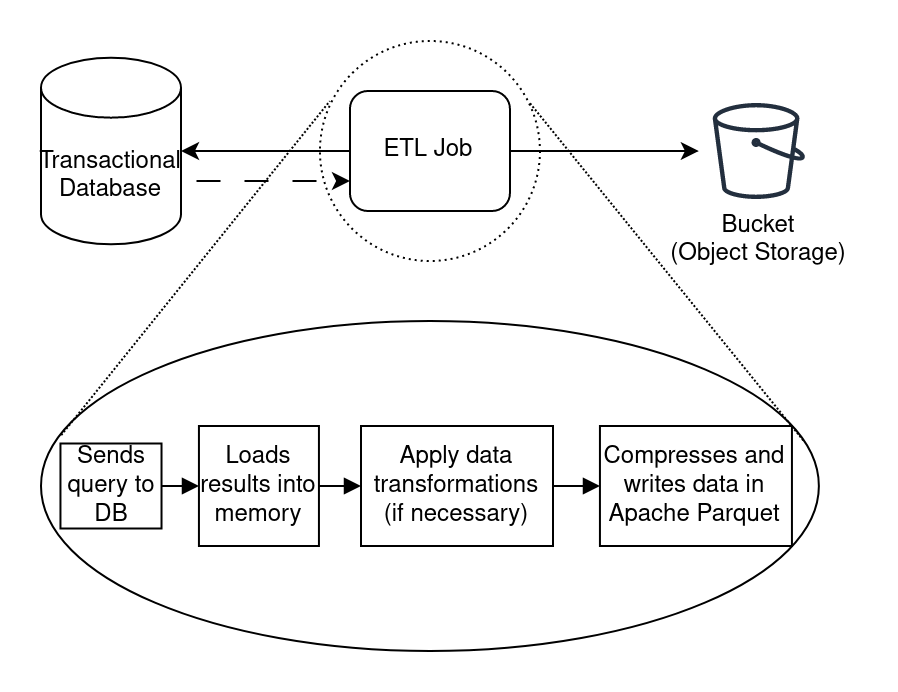 Transactional
Database
ETL Job
Bucket
(Object Storage)
Sends
query to
DB
Loads
results into
memory
Apply data
transformations
(if necessary)
Compresses and
writes data in
Apache Parquet